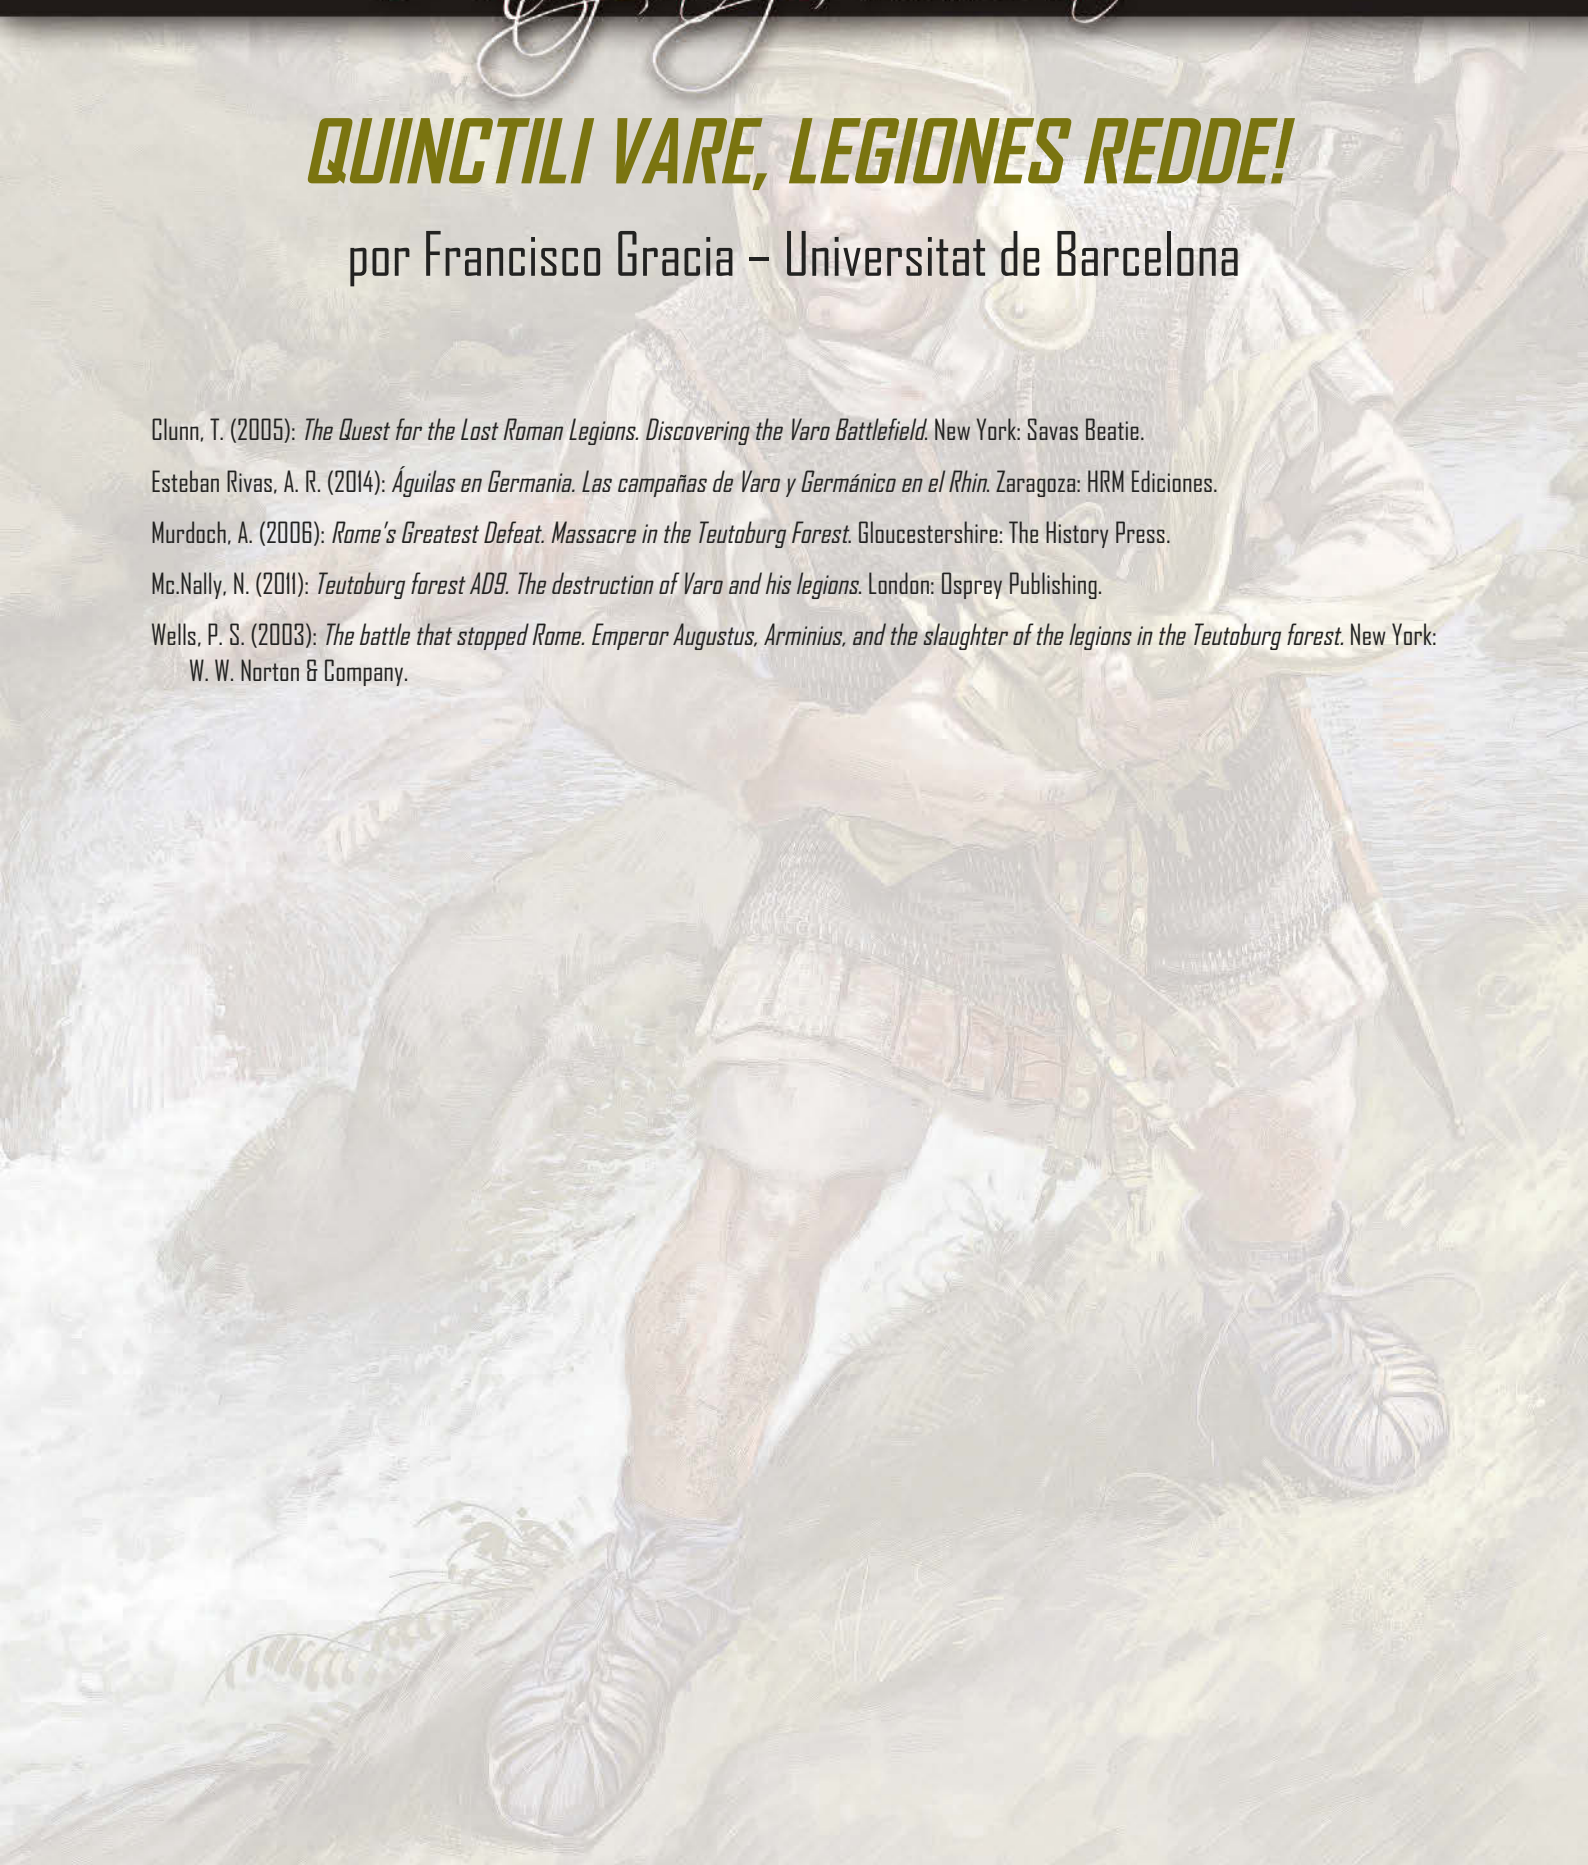 QUINCTILI VARE, LEGIONES REDDE!
por Francisco Gracia – Universitat de Barcelona
Clunn, T. (2005): The Quest for the Lost Roman Legions. Discovering the Varo Battlefield. New York: Savas Beatie.
Esteban Rivas, A. R. (2014): Águilas en Germania. Las campañas de Varo y Germánico en el Rhin. Zaragoza: HRM Ediciones.
Murdoch, A. (2006): Rome's Greatest Defeat. Massacre in the Teutoburg Forest. Gloucestershire: The History Press.
Mc.Nally, N. (2011): Teutoburg forest AD9. The destruction of Varo and his legions. London: Osprey Publishing.
Wells, P. S. (2003): The battle that stopped Rome. Emperor Augustus, Arminius, and the slaughter of the legions in the Teutoburg forest. New York:
W. W. Norton & Company.